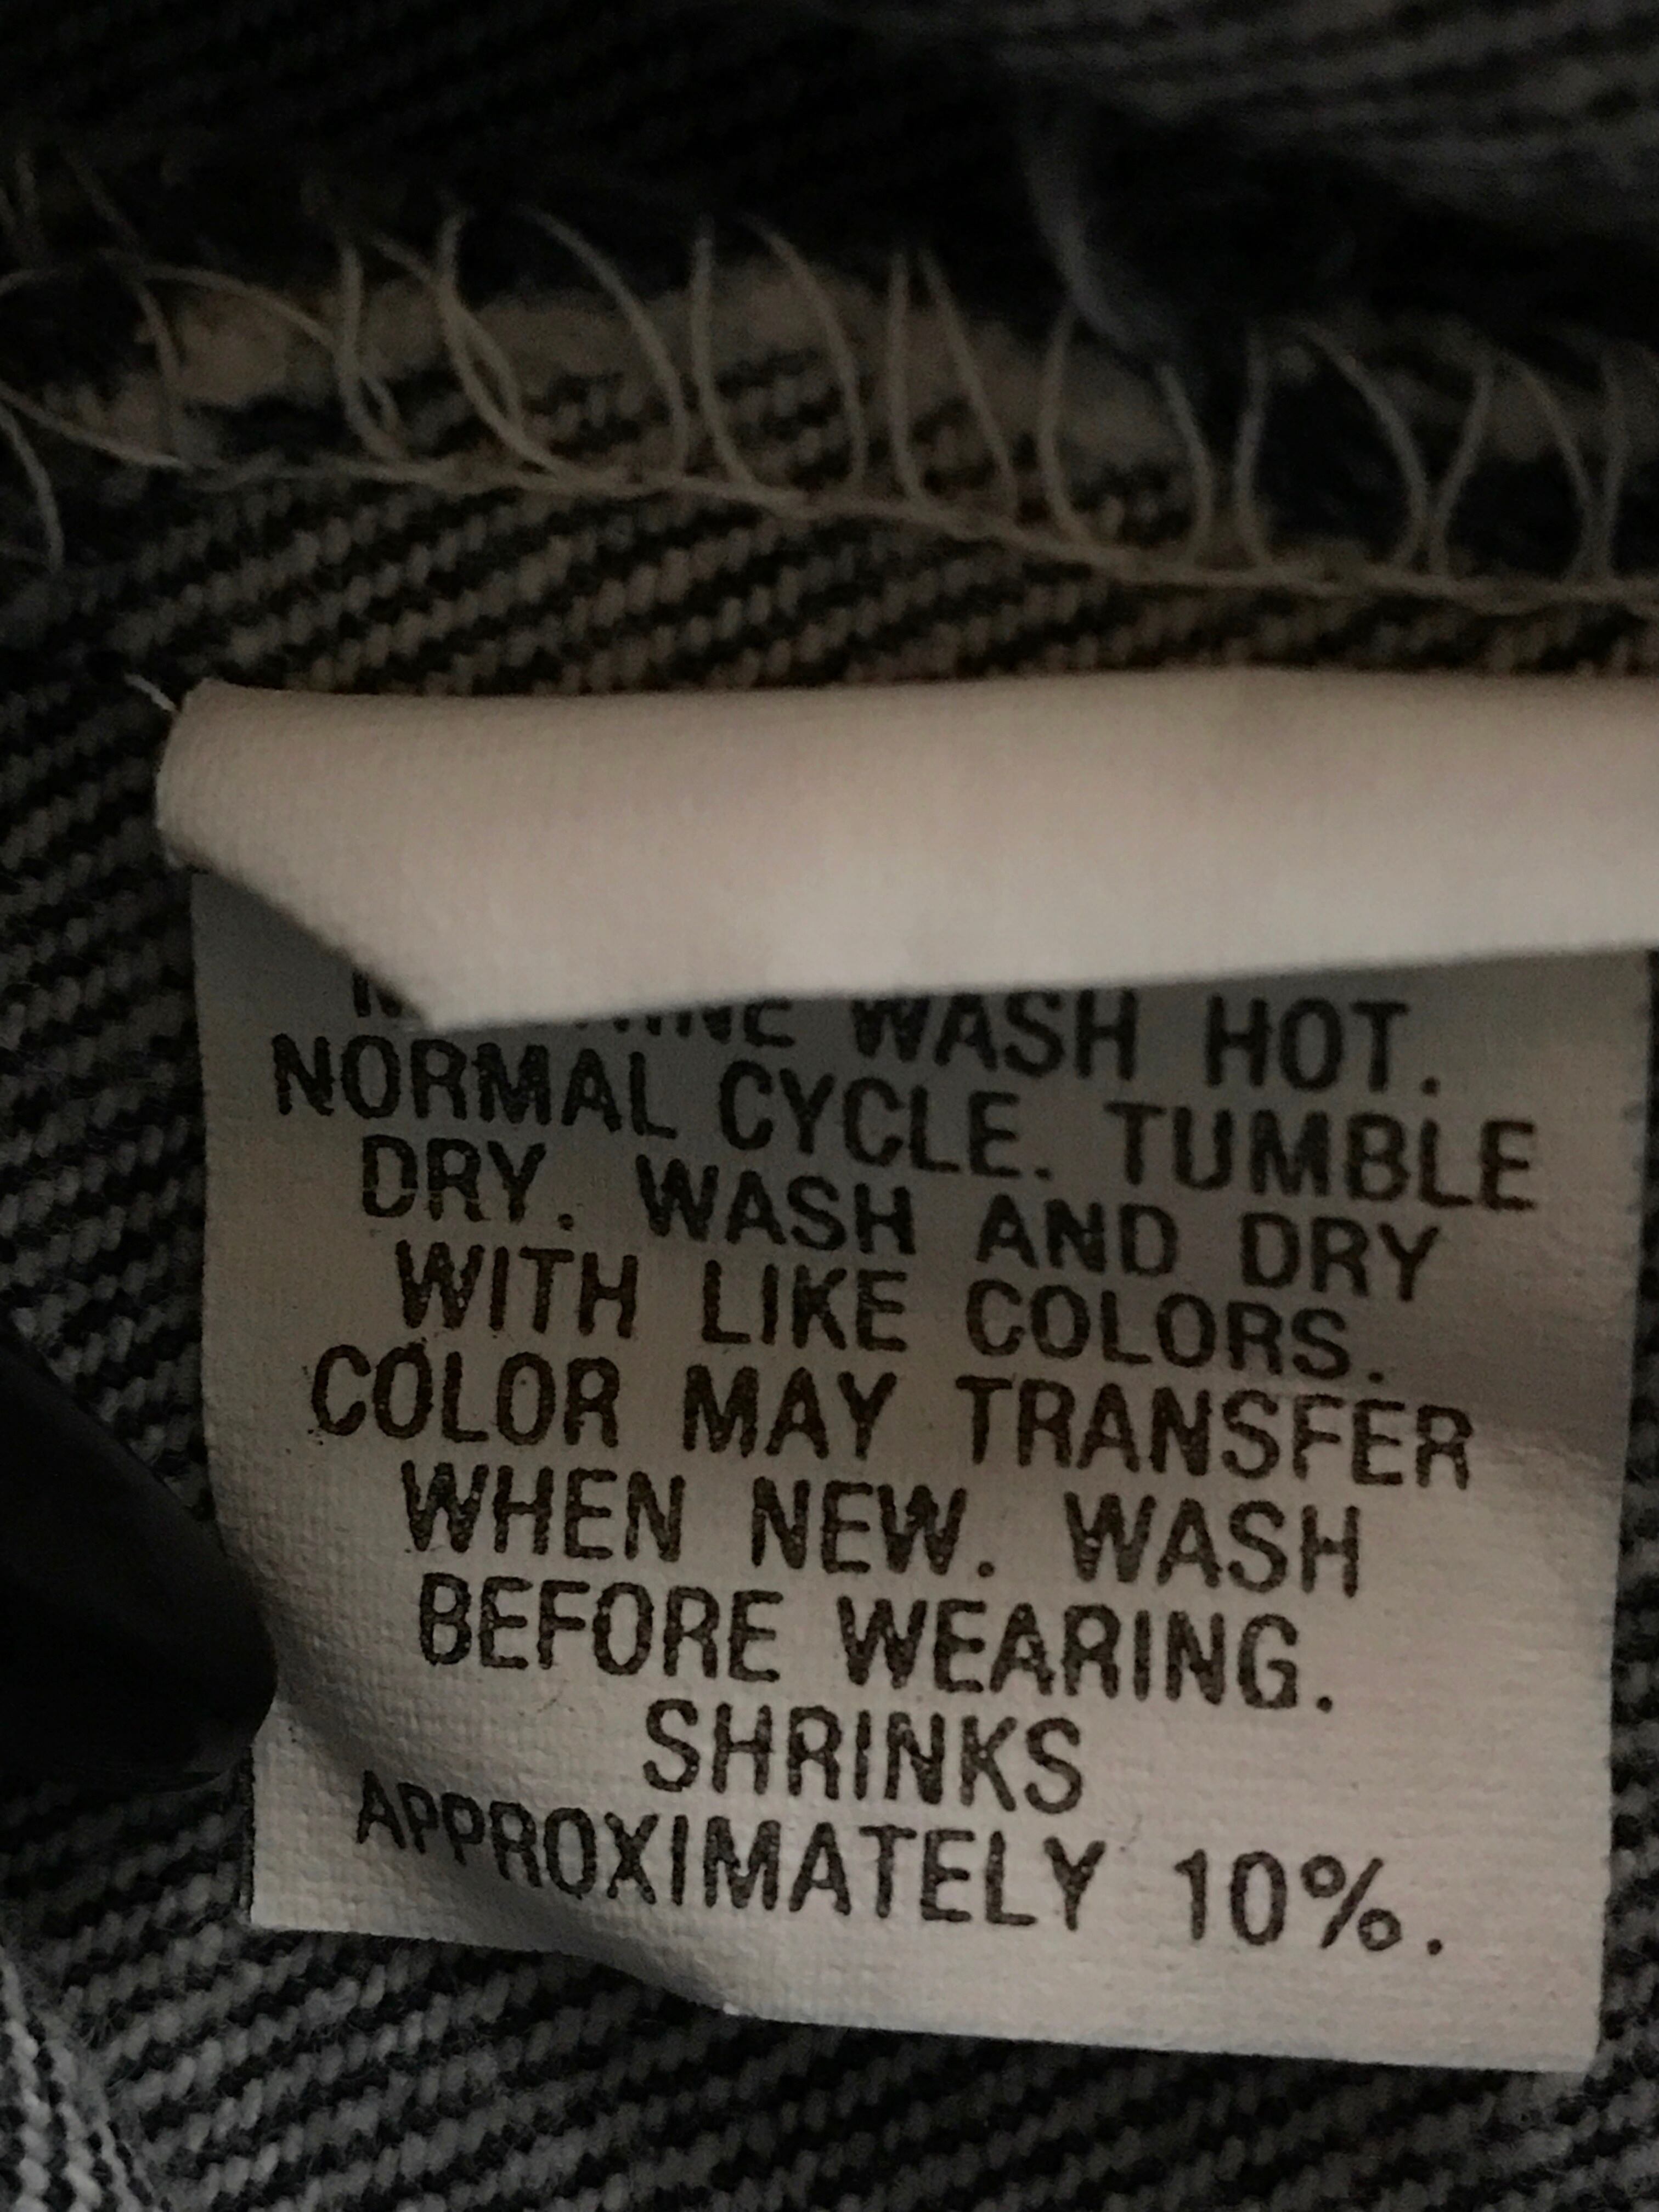 WASH HOT.
NORMAL CYCLE. TUMBLE
DRY. WASH AND DRY
WITH LIKE COLORS.
COLOR MAY TRANSFER
WHEN NEW. WASH
BEFORE WEARING.
SHRINKS
APPROXIMATELY 10%.